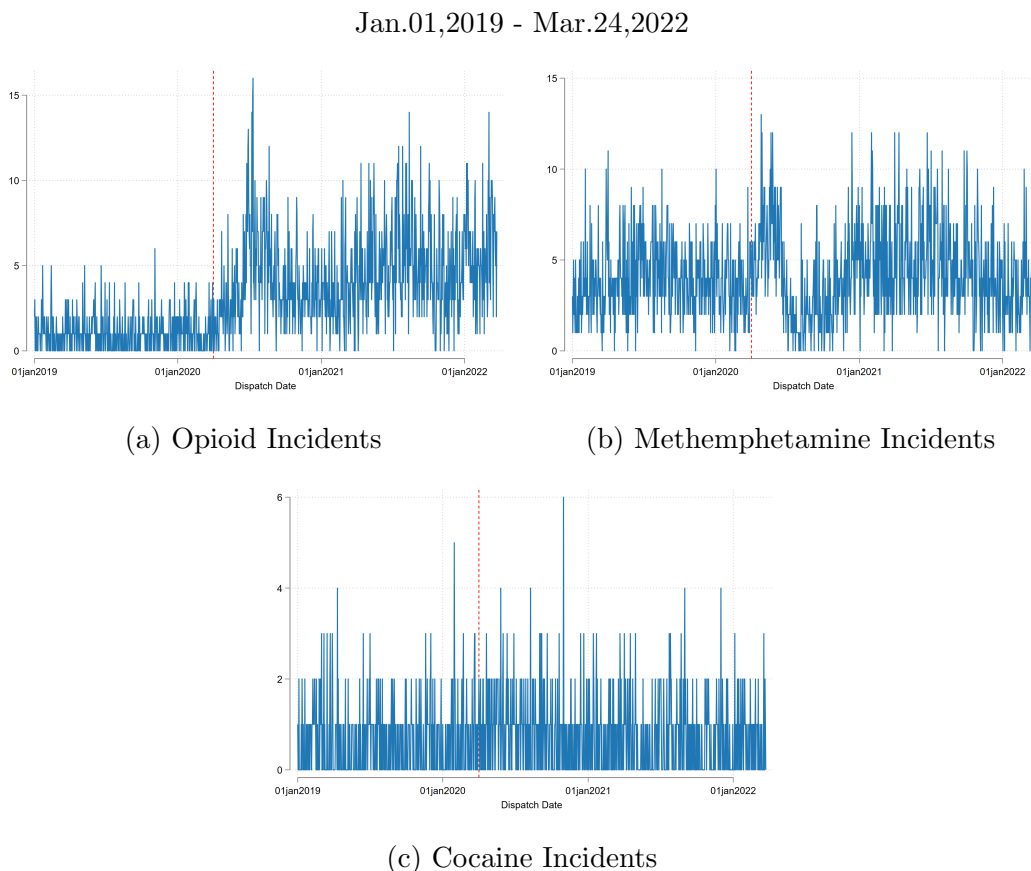 Jan.01,2019 - Mar.24,2022
15
10
5
0
01jan2019 01jan2020 01jan2021 01jan2022
Dispatch Date
(a) Opioid Incidents
15
10
5
0
01jan2019 01jan2020 01jan2021 01jan2022
Dispatch Date
(b) Methemphetamine Incidents
6
4
2
0
01jan2019 01jan2020 01jan2021 01jan2022
Dispatch Date
(c) Cocaine Incidents